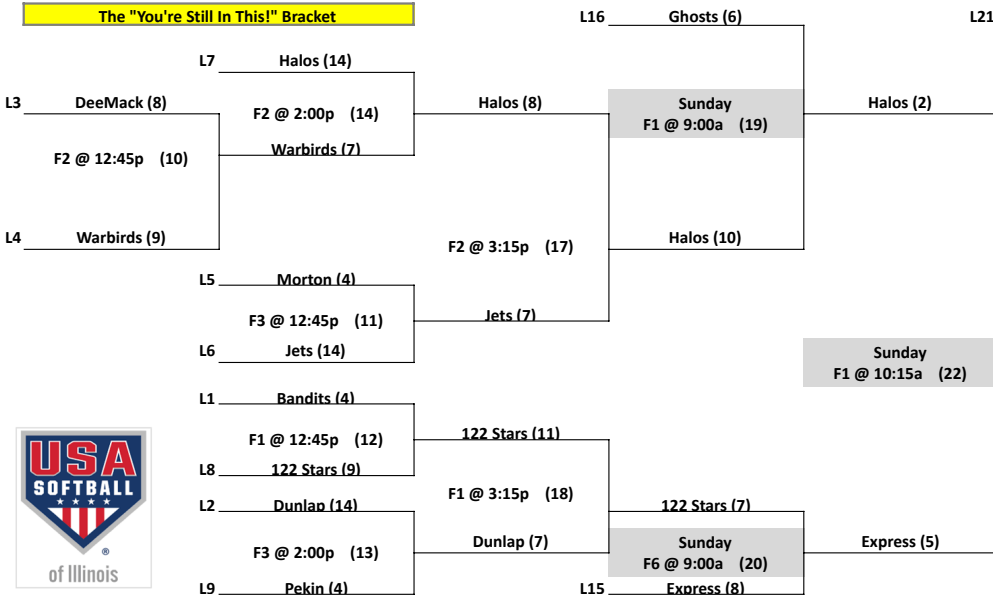 The "You're Still In This!" Bracket
L16 Ghosts (6) L21
L7 Halos (14)
L3 DeeMack (8)
F2 @ 2:00p (14)
Halos (8)
Sunday
F1 @ 9:00a (19)
Halos (2)
F2 @ 12:45p (10)
Warbirds (7)
L4 Warbirds (9)
F2 @ 3:15p (17)
Halos (10)
L5 Morton (4)
F3 @ 12:45p (11)
Jets (7)
L6 Jets (14)
Sunday
F1 @ 10:15a (22)
L1 Bandits (4)
F1 @ 12:45p (12)
122 Stars (11)
L8 122 Stars (9)
F1 @ 3:15p (18)
L2 Dunlap (14)
122 Stars (7)
F3 @ 2:00p (13)
Dunlap (7)
Sunday
F6 @ 9:00a (20)
Express (5)
L9 Pekin (4)
L15 Express (8)
USA
SOFTBALL
®
of Illinois